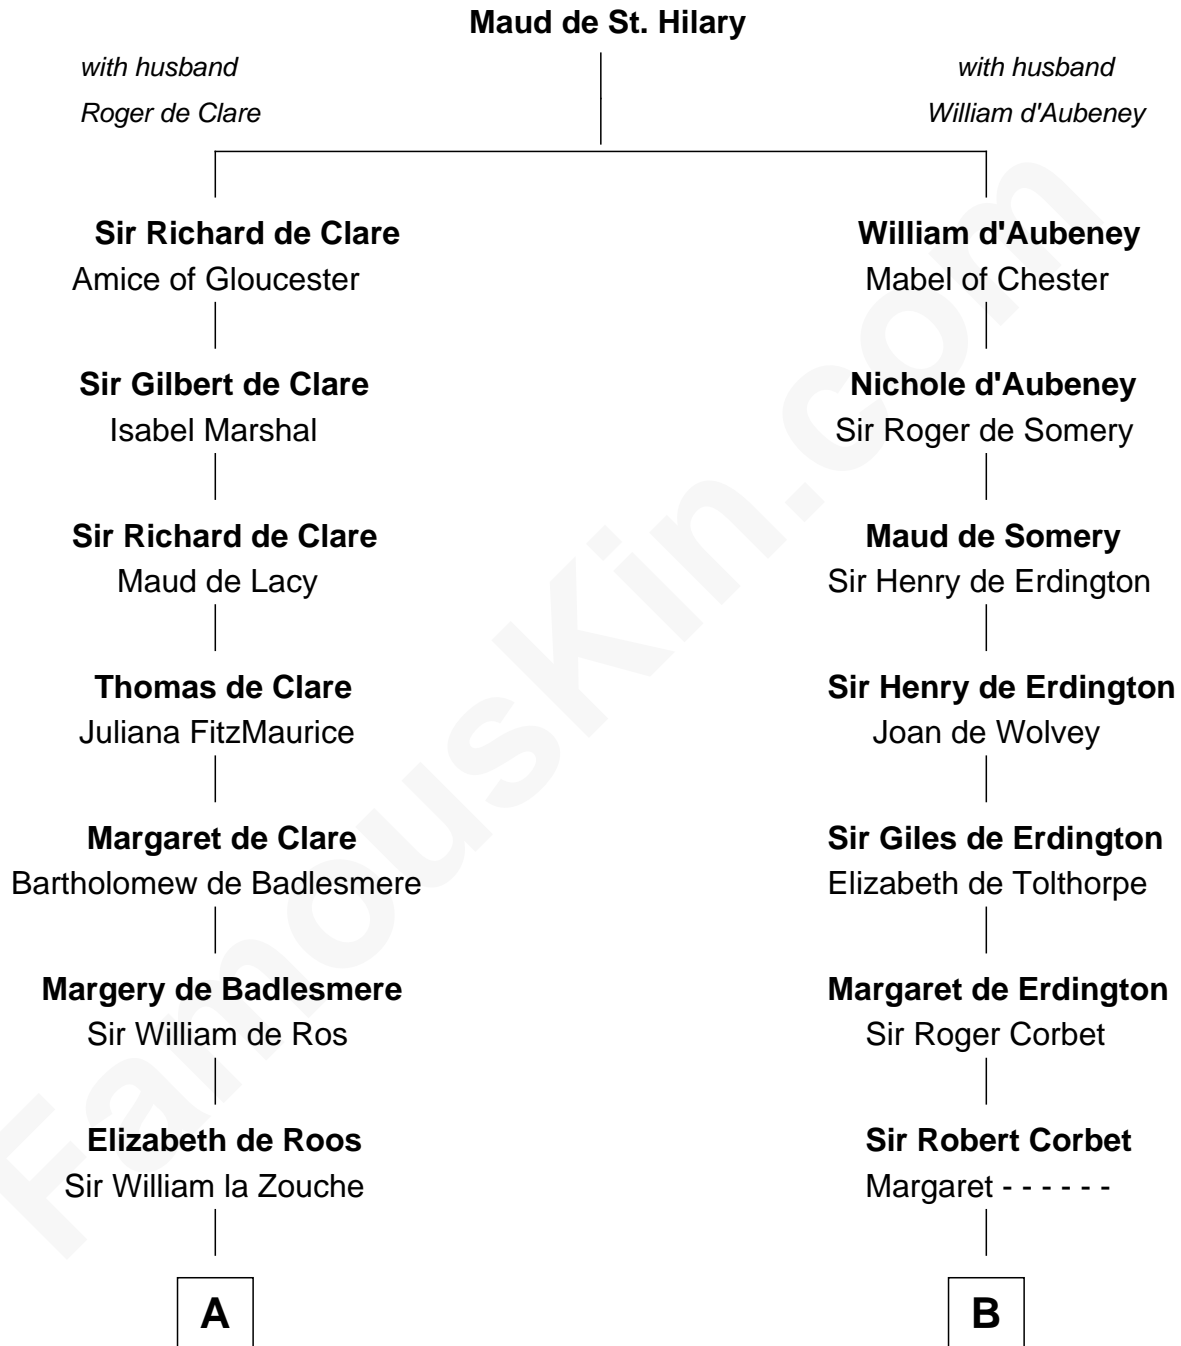 Maud de St. Hilary
with husband
Roger de Clare
with husband
William d'Aubeney
Sir Richard de Clare
Amice of Gloucester
Sir Gilbert de Clare
Isabel Marshal
Sir Richard de Clare
Maud de Lacy
Thomas de Clare
Juliana FitzMaurice
Margaret de Clare
Bartholomew de Badlesmere
Margery de Badlesmere
Sir William de Ros
Elizabeth de Roos
Sir William la Zouche
A
William d'Aubeney
Mabel of Chester
Nichole d'Aubeney
Sir Roger de Somery
Maud de Somery
Sir Henry de Erdington
Sir Henry de Erdington
Joan de Wolvey
Sir Giles de Erdington
Elizabeth de Tolthorpe
Margaret de Erdington
Sir Roger Corbet
Sir Robert Corbet
Margaret - - - - - -
B
FamousKin.com